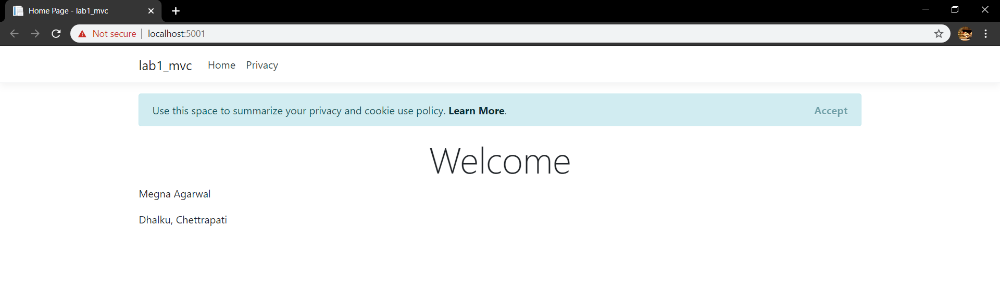 Home Page - lab1_mvc
Not secure | localhost:5001
lab1_mvc Home Privacy
Use this space to summarize your privacy and cookie use policy. Learn More. Accept
Welcome
Megna Agarwal
Dhalku, Chettrapati